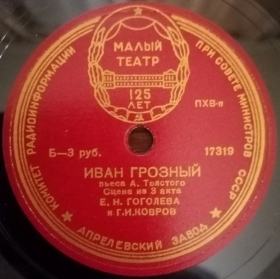 КОМИТЕТ РАДИОИНФОРМАЦИИ ПРИ СОВЕТЕ МИНИСТРОВ СССР
МАЛЫЙ
ТЕАТР
125
ЛЕТ
ПХВ-п
Б—3 руб.
17319
ИВАН ГРОЗНЫЙ
пьеса А. Толстого
Сцена из 3 акта
Е. Н. ГОГОЛЕВА
и Г.И.КОВРОВ
АПРЕЛЕВСКИЙ ЗАВОД